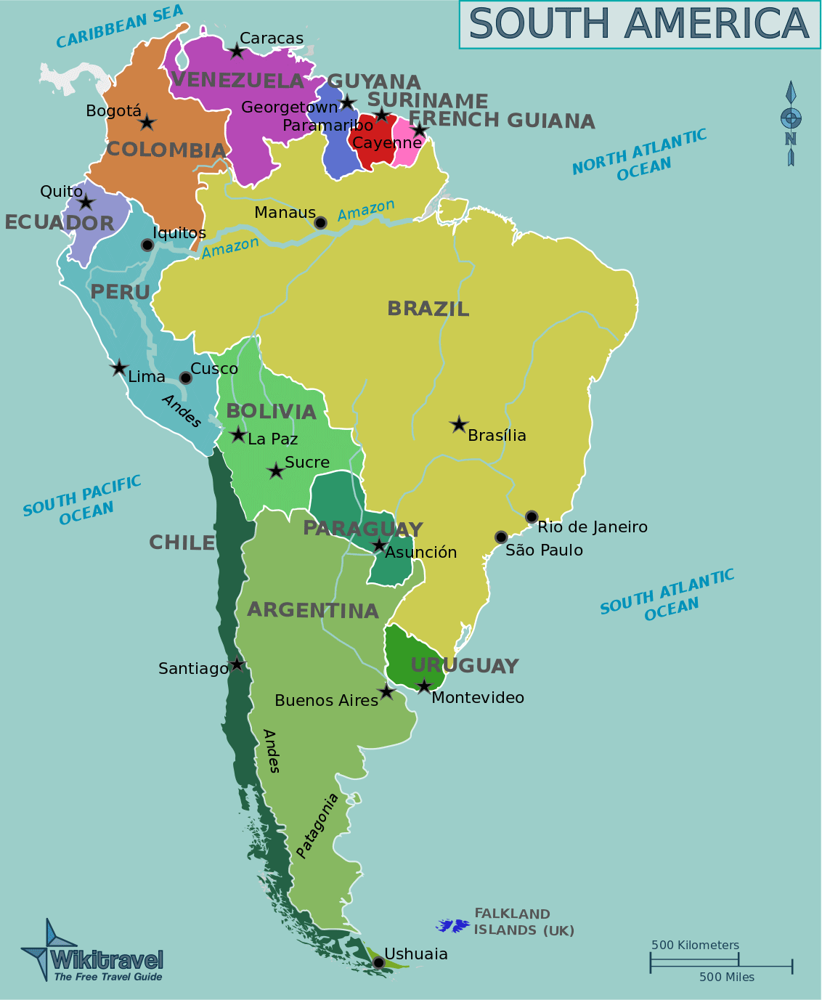 SOUTH AMERICA
CARIBBEAN SEA
Caracas
VENEZUELA
GUYANA
SURINAME
FRENCH GUIANA
Georgetown
Paramaribo
Cayenne
Bogotá
COLOMBIA
NORTH ATLANTIC
OCEAN
N
Quito
ECUADOR
Iquitos
Manaus
Amazon
Amazon
PERU
BRAZIL
Lima
Cusco
Andes
BOLIVIA
La Paz
Sucre
Brasília
SOUTH PACIFIC
OCEAN
CHILE
PARAGUAY
Asunción
Rio de Janeiro
São Paulo
SOUTH ATLANTIC
OCEAN
ARGENTINA
Santiago
URUGUAY
Buenos Aires
Montevideo
Andes
Patagonia
FALKLAND
ISLANDS (UK)
Ushuaia
Wikitravel
The Free Travel Guide
500 Kilometers
500 Miles